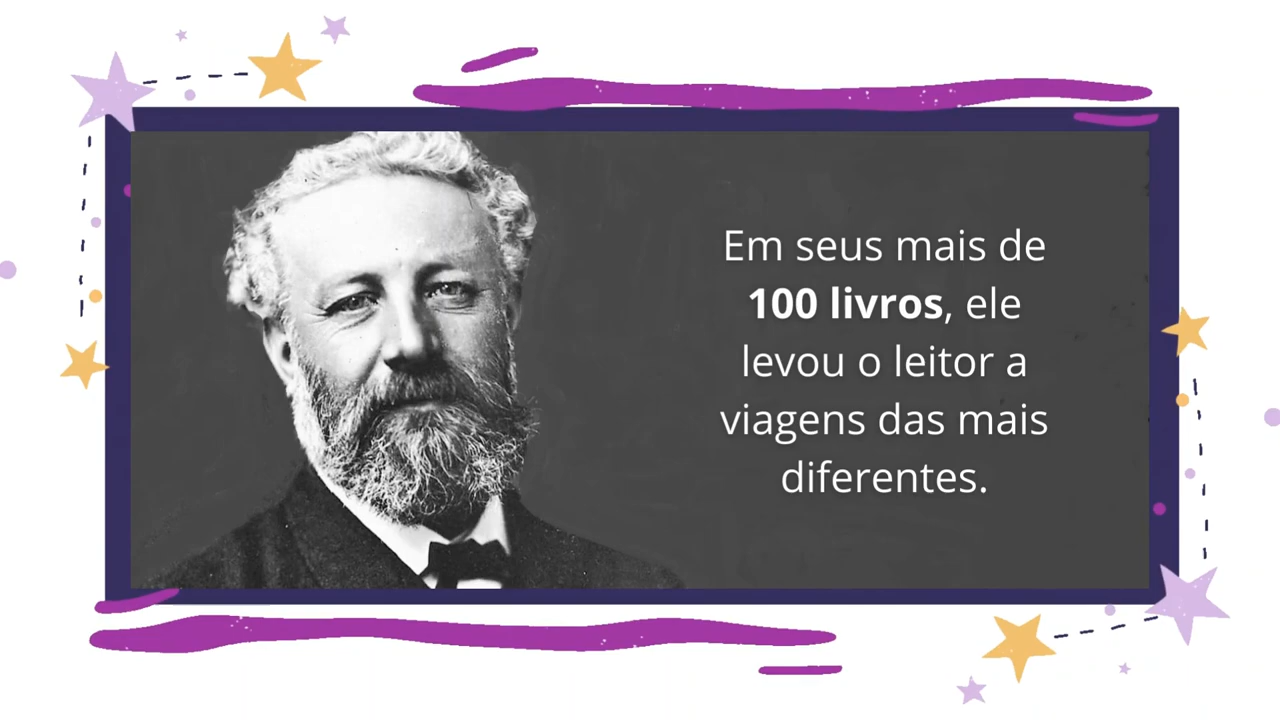 Em seus mais de
100 livros, ele
levou o leitor a
viagens das mais
diferentes.